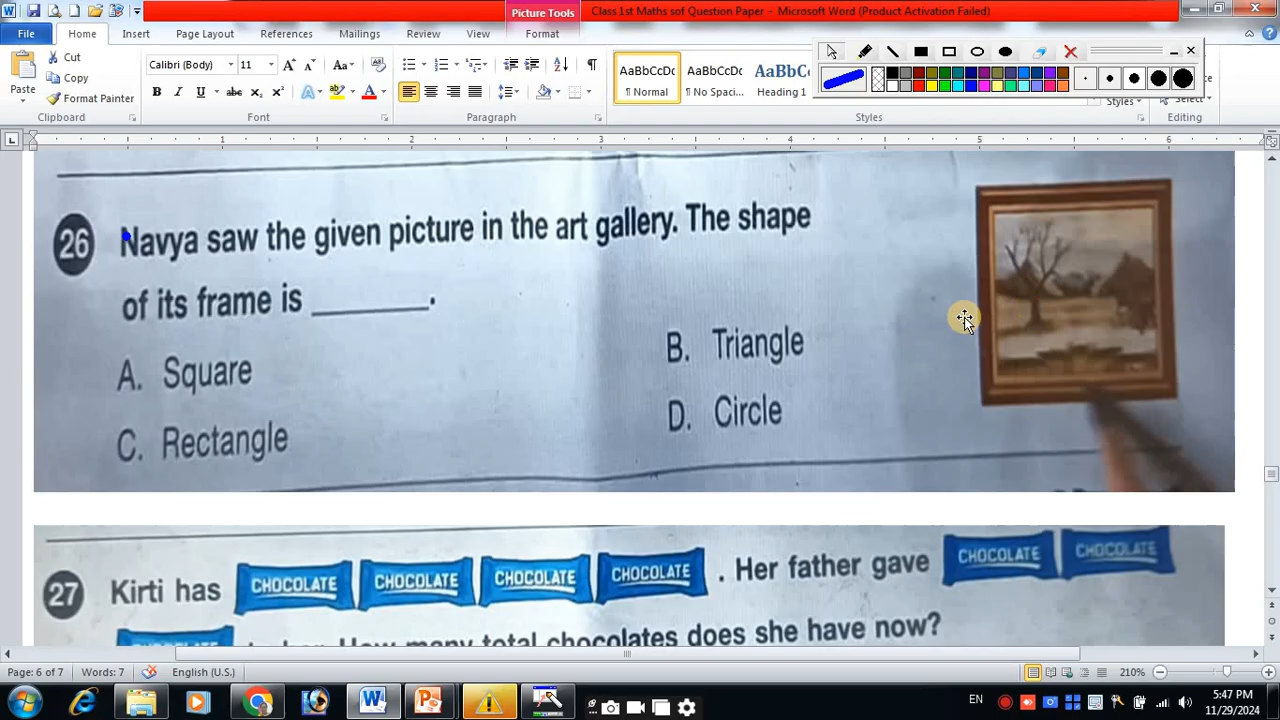 Picture Tools
Class 1st Maths sof Question Paper - Microsoft Word (Product Activation Failed)
File Home Insert Page Layout References Mailings Review View Format
Cut
Copy
Format Painter
Paste
Clipboard
Calibri (Body) 11
Font
Paragraph
AaBbCcDc AaBbCcDc AaBbCc
¶ Normal ¶ No Spaci... Heading 1
Styles
Styles
Select
Editing
26 Navya saw the given picture in the art gallery. The shape
of its frame is ________.
A. Square
B. Triangle
C. Rectangle
D. Circle
27 Kirti has CHOCOLATE CHOCOLATE CHOCOLATE CHOCOLATE . Her father gave CHOCOLATE CHOCOLATE
to her. How many total chocolates does she have now?
Page: 6 of 7 Words: 7 English (U.S.) 210%
EN
5:47 PM
11/29/2024